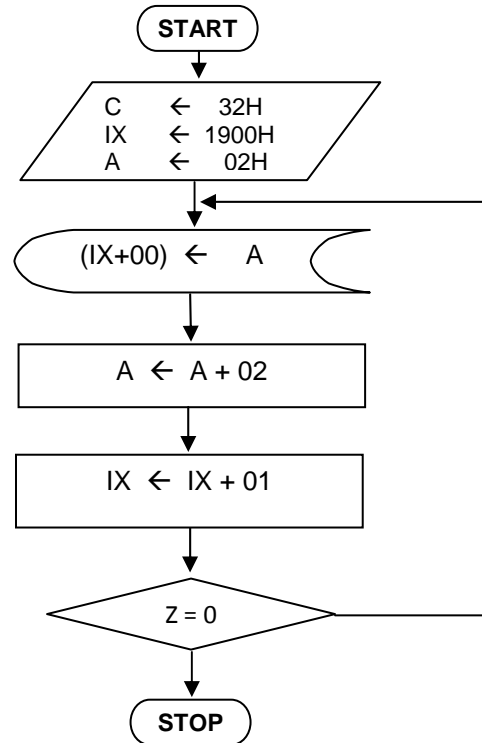 START
C ← 32H
IX ← 1900H
A ← 02H
(IX+00) ← A
A ← A + 02
IX ← IX + 01
Z = 0
STOP